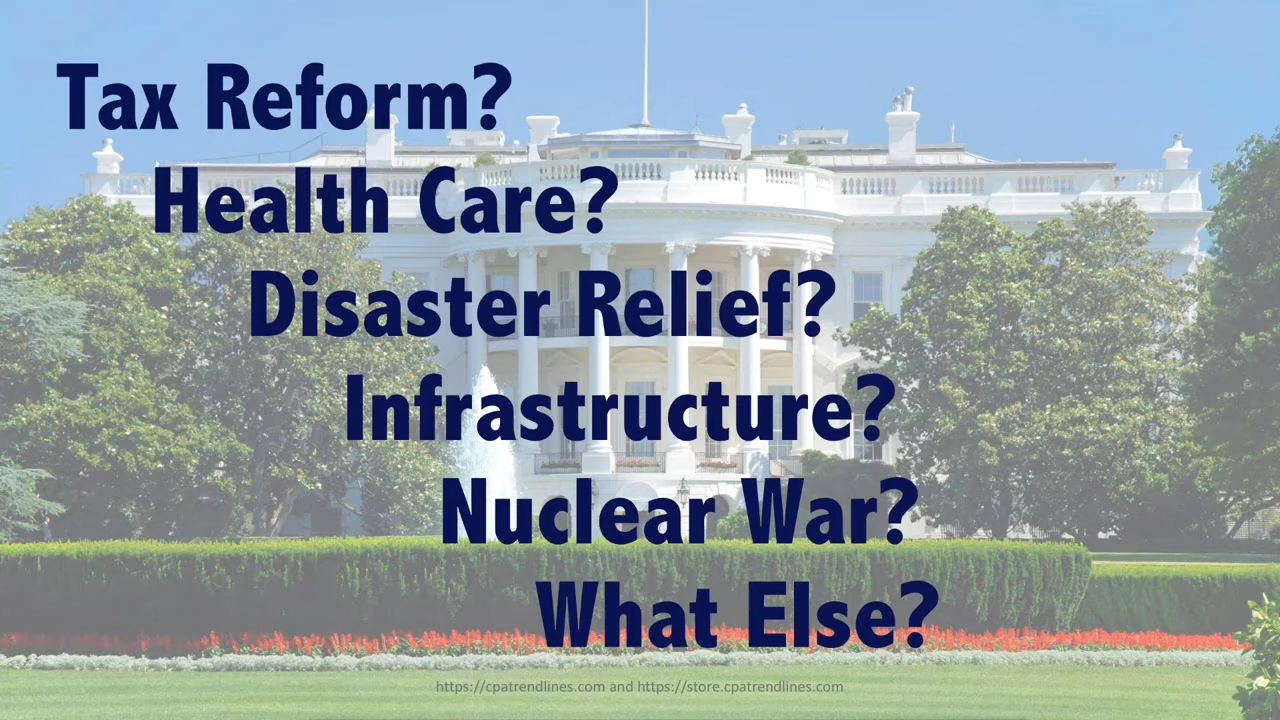 Tax Reform?
Health Care?
Disaster Relief?
Infrastructure?
Nuclear War?
What Else?
https://cpatrendlines.com and https://store.cpatrendlines.com